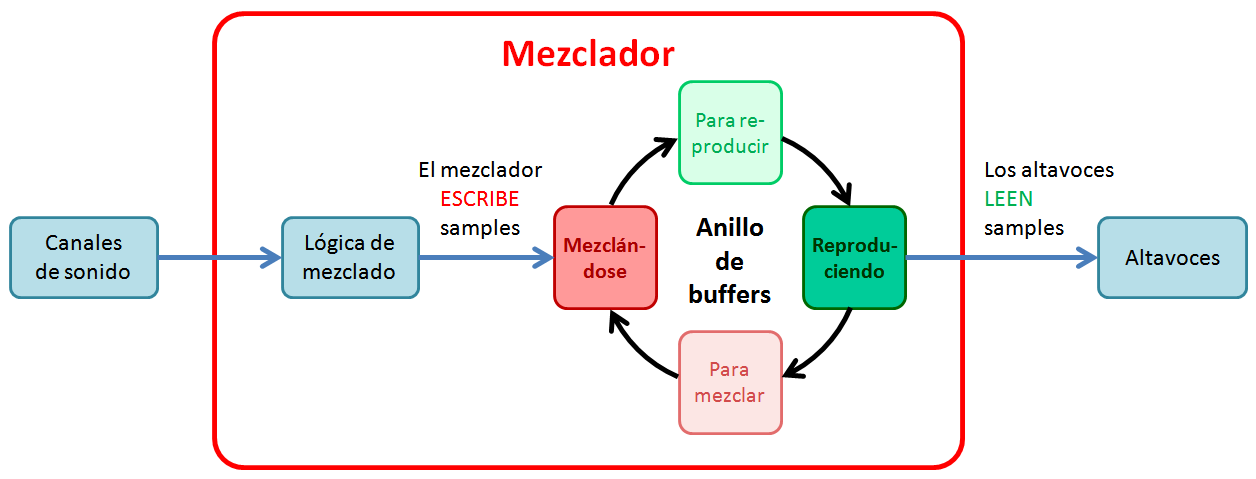 Mezclador
Para re-
producir
El mezclador
ESCRIBE
samples
Los altavoces
LEEN
samples
Canales
de sonido
Lógica de
mezclado
Mezclán-
dose
Anillo
de
buffers
Reprodu-
ciendo
Altavoces
Para
mezclar